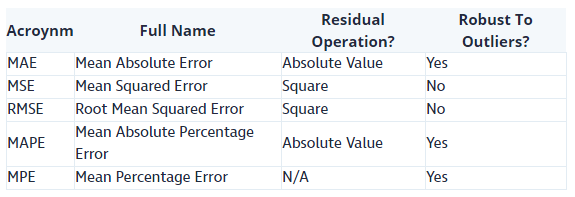 Acroynm Full Name Residual Operation? Robust To Outliers?
MAE Mean Absolute Error Absolute Value Yes
MSE Mean Squared Error Square No
RMSE Root Mean Squared Error Square No
MAPE Mean Absolute Percentage Error Absolute Value Yes
MPE Mean Percentage Error N/A Yes